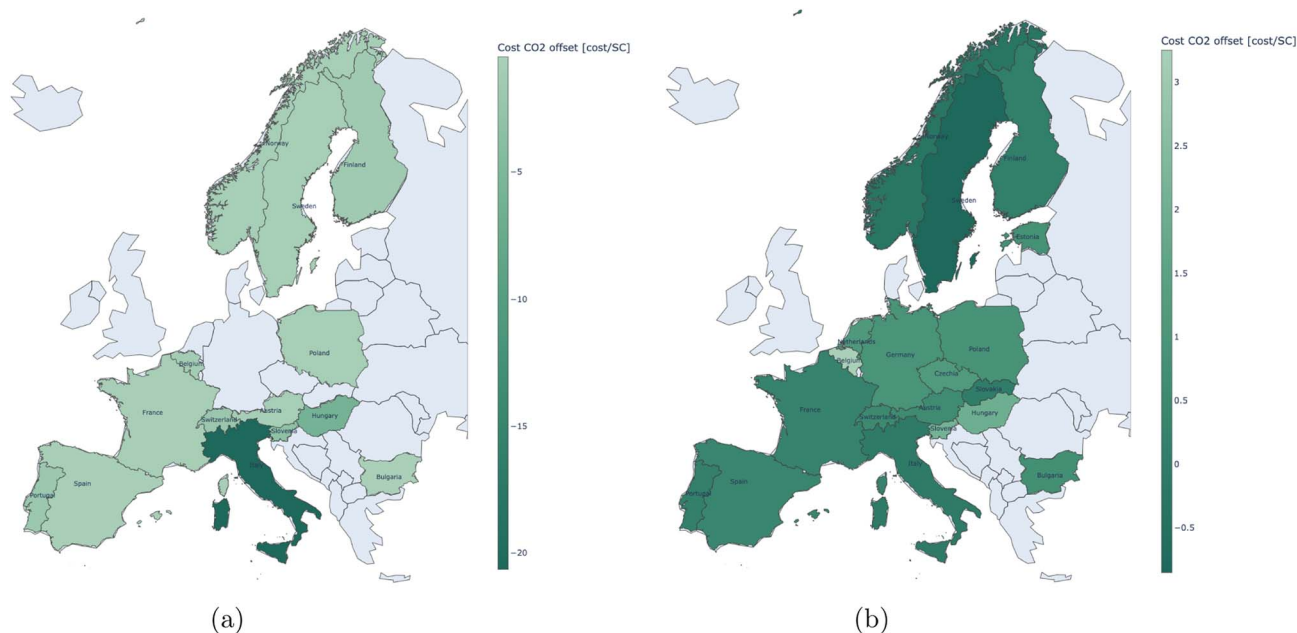 Cost CO2 offset [cost/SC]
−5
−10
−15
−20
Norway
Finland
Sweden
Poland
Belgium
France
Austria
Switzerland
Hungary
Slovenia
Italy
Bulgaria
Portugal
Spain
(a)
Cost CO2 offset [cost/SC]
3
2.5
2
1.5
1
0.5
0
−0.5
Norway
Finland
Sweden
Estonia
Netherlands
Belgium
Germany
Poland
Czechia
Slovakia
France
Austria
Switzerland
Hungary
Slovenia
Italy
Bulgaria
Portugal
Spain
(b)